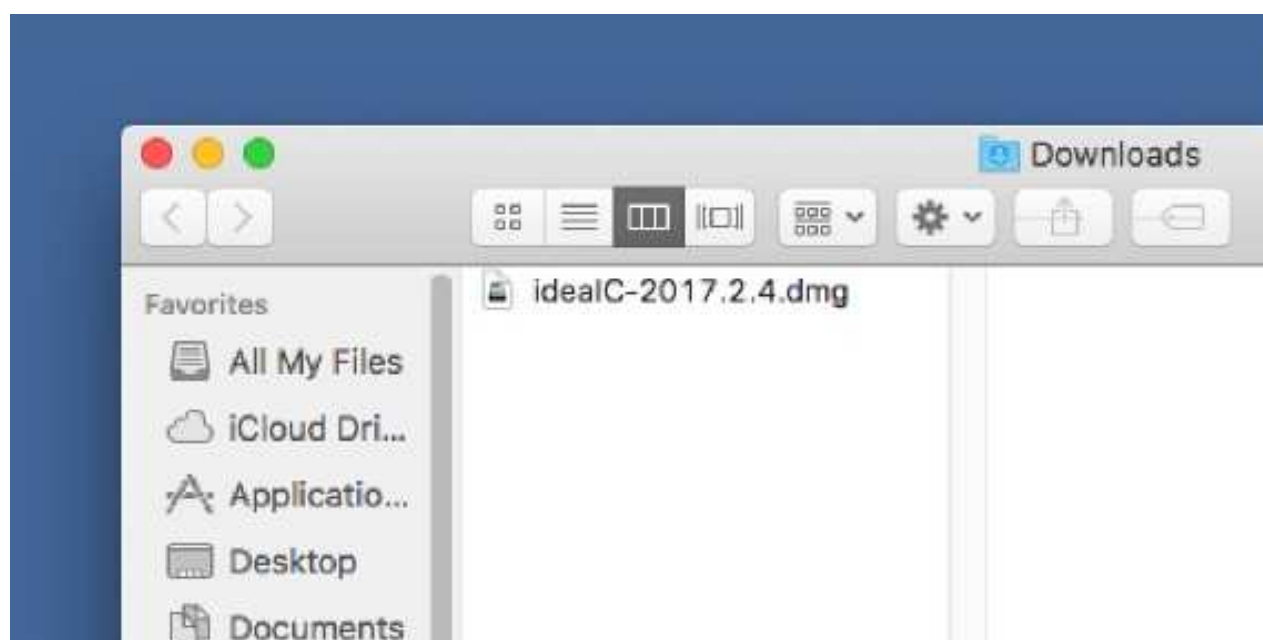 Downloads
Favorites
ideaIC-2017.2.4.dmg
All My Files
iCloud Dri...
Applicatio...
Desktop
Documents